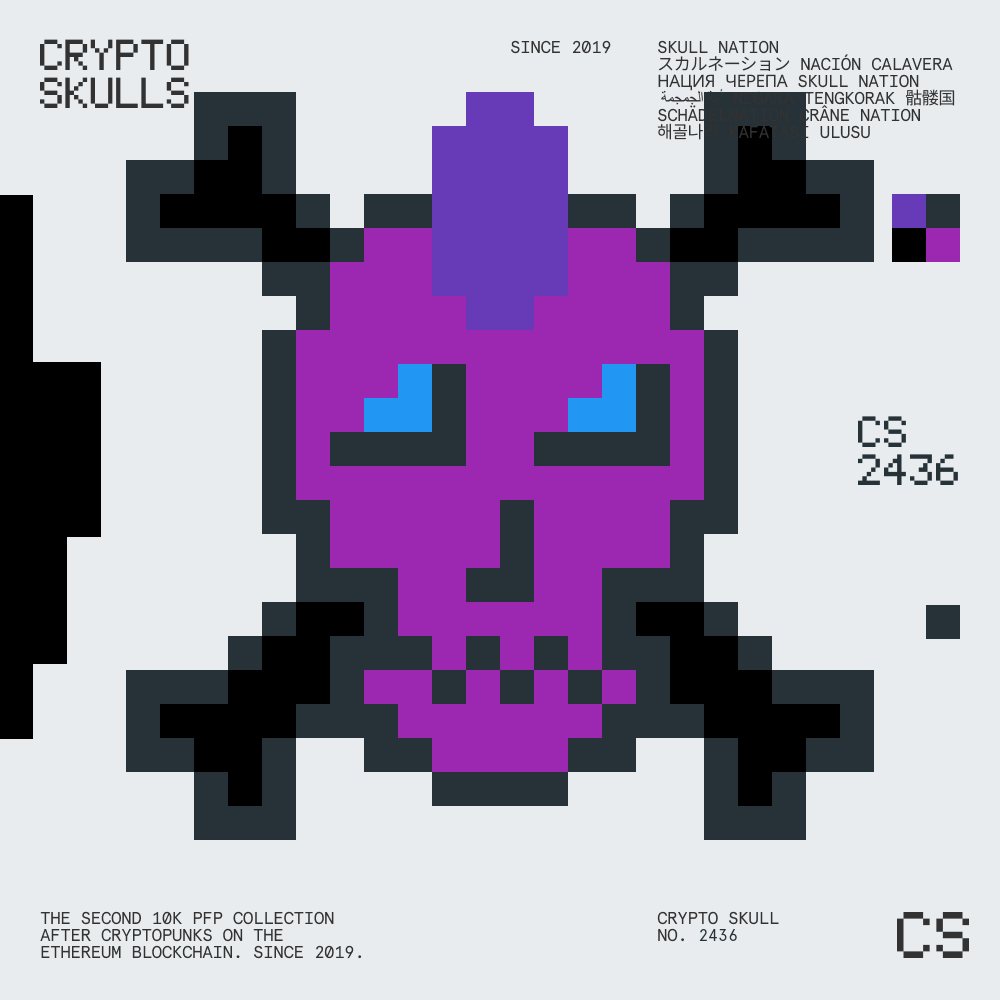 CRYPTO
SKULLS
SINCE 2019
SKULL NATION
スカルネーション NACIÓN CALAVERA
НАЦИЯ ЧЕРЕПА SKULL NATION
الجمجمة TENGKORAK 骷髅国
CRÂNE NATION
해골나 ULUSU
CS
2436
THE SECOND 10K PFP COLLECTION
AFTER CRYPTOPUNKS ON THE
ETHEREUM BLOCKCHAIN. SINCE 2019.
CRYPTO SKULL
NO. 2436
CS